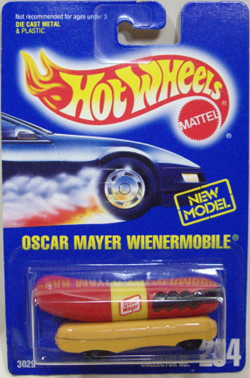 Not recommended for ages under 3.
DIE CAST METAL
& PLASTIC.
HOT WHEELS
MATTEL
NEW
MODEL
OSCAR MAYER WIENERMOBILE®
Oscar
Mayer
3029
COLLECTOR NO. 204